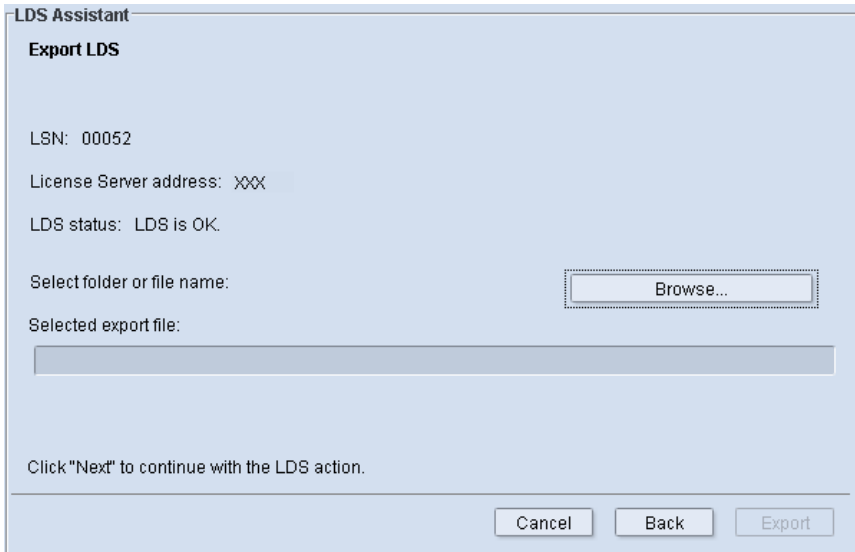 LDS Assistant
Export LDS
LSN: 00052
License Server address: XXX
LDS status: LDS is OK.
Select folder or file name:
Browse...
Selected export file:
Click "Next" to continue with the LDS action.
Cancel Back Export